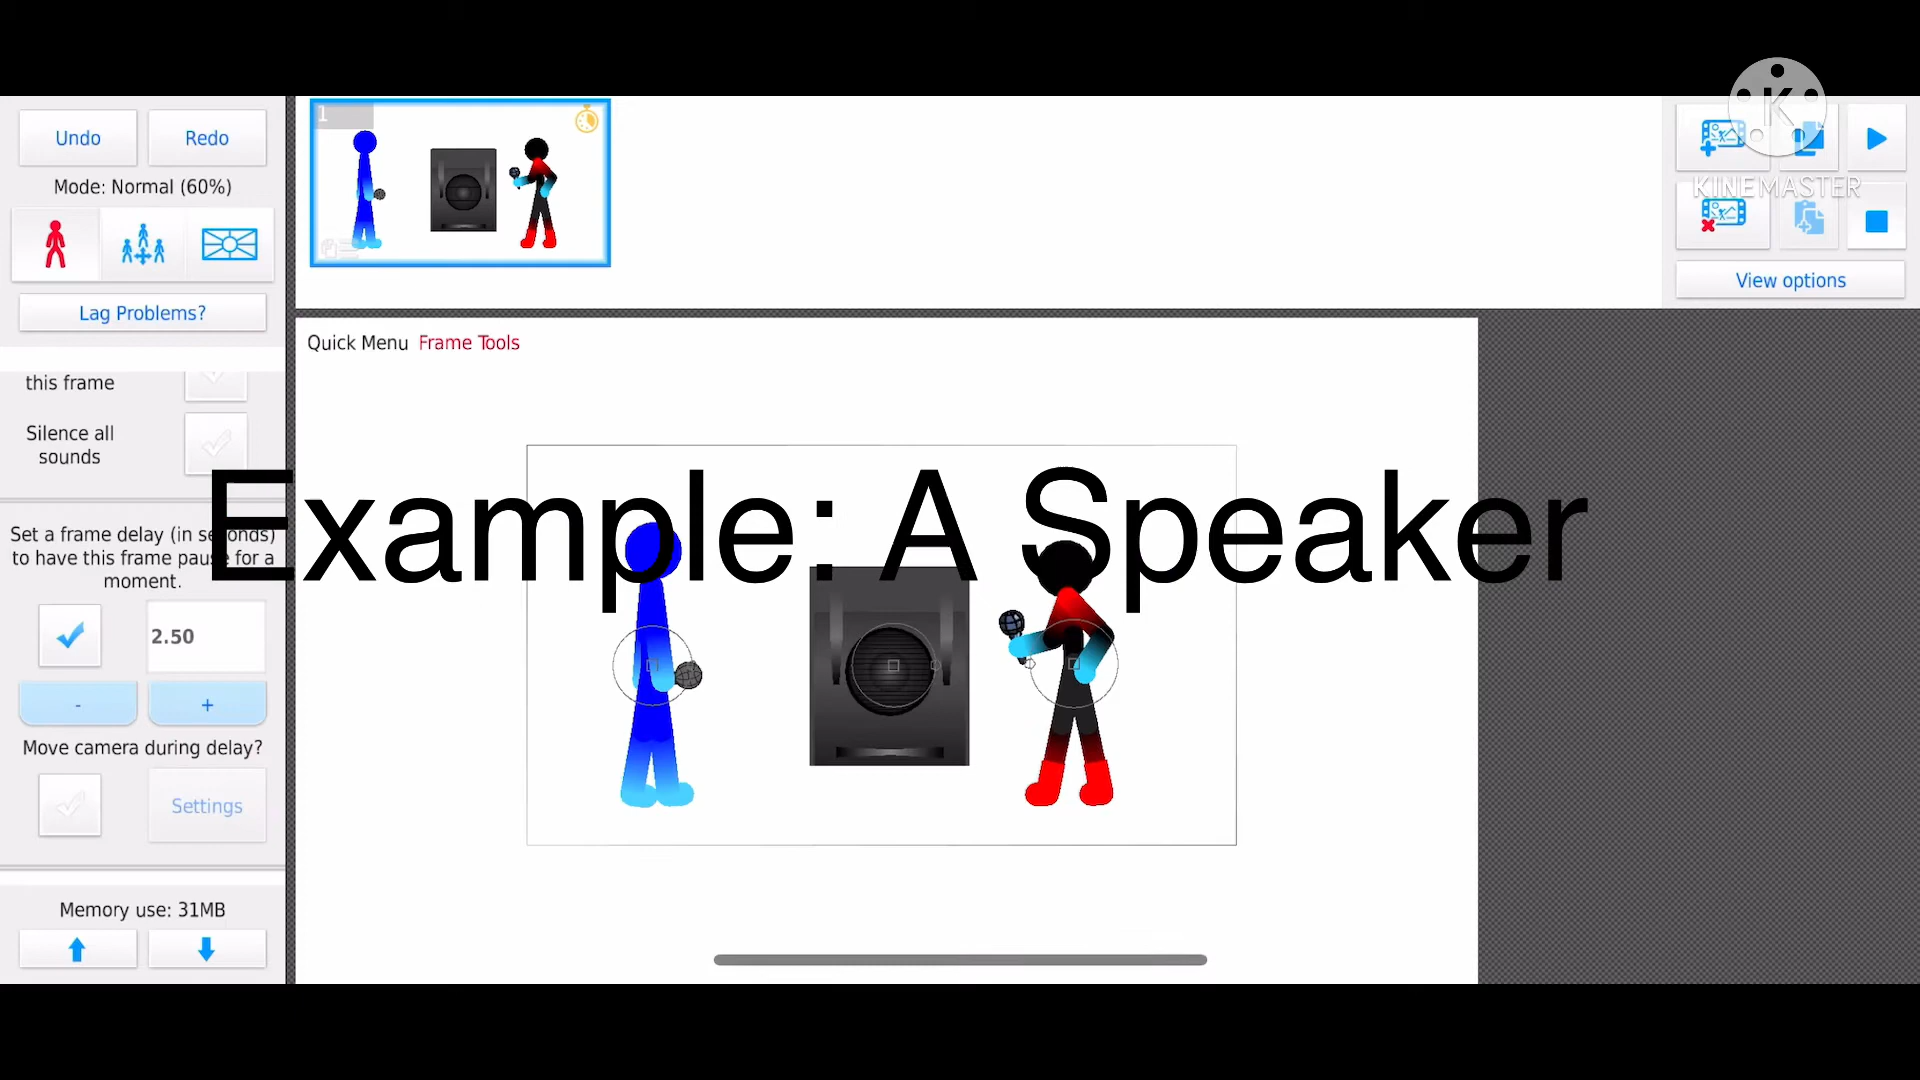 Undo Redo
Mode: Normal (60%)
Lag Problems?
this frame
Silence all
sounds
Set a frame delay (in seconds)
to have this frame pause for a
moment.
2.50
- +
Move camera during delay?
Settings
Memory use: 31MB
1
Quick Menu Frame Tools
Example: A Speaker
K
KINEMASTER
View options